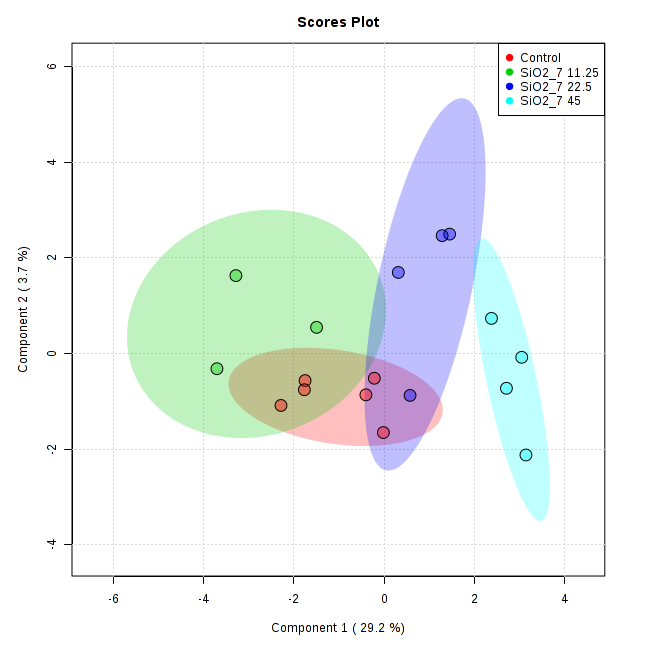 Scores Plot
Control
SiO2_7 11.25
SiO2_7 22.5
SiO2_7 45
6
4
2
0
-2
-4
Component 2 ( 3.7 %)
-6 -4 -2 0 2 4
Component 1 ( 29.2 %)